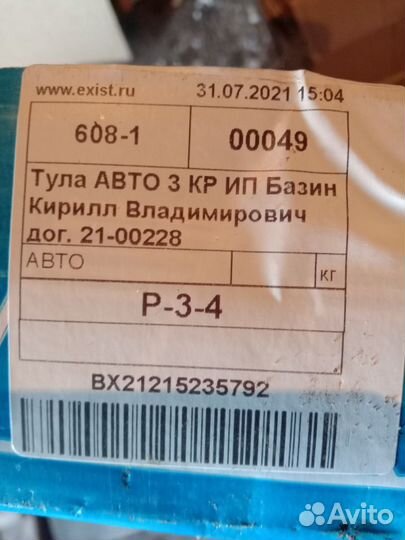 www.exist.ru 31.07.2021 15:04
608-1 00049
Тула АВТО 3 КР ИП Базин
Кирилл Владимирович
дог. 21-00228
АВТО кг
Р-3-4
BX21215235792
Avito